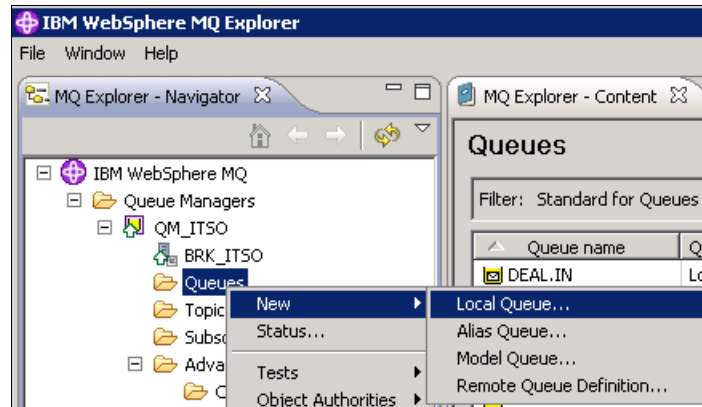 IBM WebSphere MQ Explorer
File Window Help
MQ Explorer - Navigator
MQ Explorer - Content
Queues
IBM WebSphere MQ
Queue Managers
Filter: Standard for Queues
QM_ITSO
Queue name
BRK_ITSO
Queues
DEAL.IN
New
Local Queue...
Status...
Alias Queue...
Model Queue...
Tests
Remote Queue Definition...
Object Authorities